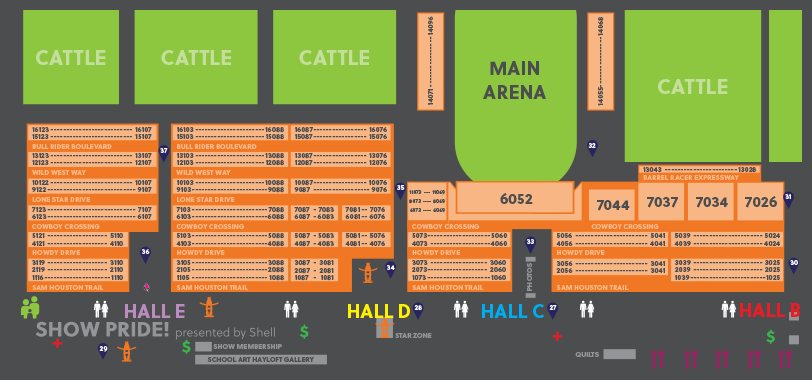 CATTLE
CATTLE
CATTLE
14071 14096
MAIN
ARENA
14055 14068
CATTLE
16123 16107
15123 15107
BULL RIDER BOULEVARD
13123 13107
12123 12107
WILD WEST WAY
10122 10107
9122 9107
LONE STAR DRIVE
7123 7107
6123 6107
COWBOY CROSSING
5121 5110
4121 4110
HOWDY DRIVE
3119 3110
2119 2110
1116 1110
SAM HOUSTON TRAIL
37
36
16103 16088 16087 16076
15103 15088 15087 15076
BULL RIDER BOULEVARD
13103 13088 13087 13076
12103 12088 12087 12076
WILD WEST WAY
10103 10088 10087 10076
9103 9088 9087 9076
LONE STAR DRIVE
7103 7088 7087 - 7083 7081 -- 7076
6103 6088 6087 - 6083 6081 -- 6076
COWBOY CROSSING
5103 5088 5087 - 5083 5081 - 5076
4103 4088 4087 - 4083 4081 - 4076
HOWDY DRIVE
3105 3088 3087 - 3081
2105 2088 2087 - 2081
1105 1088 1087 - 1081
SAM HOUSTON TRAIL
35
34
11073 11069
8073 8069
6073 6069
6052
COWBOY CROSSING
5073 5060
4073 4060
HOWDY DRIVE
3073 3060
2073 2060
1073 1060
SAM HOUSTON TRAIL
33
PHOTOS
32
13043 13028
BARREL RACER EXPRESSWAY
7044
7037
7034
7026
31
COWBOY CROSSING
5056 5041 5039 5024
4056 4041 4039 4024
HOWDY DRIVE
3056 3041 3039 3025
2056 3041 2039 2025
1039 1025
SAM HOUSTON TRAIL
30
HALL E
HALL D 28
HALL C 27
HALL B
SHOW PRIDE! presented by Shell
STAR ZONE
29
$
$
$
SHOW MEMBERSHIP
SCHOOL ART HAYLOFT GALLERY
QUILTS